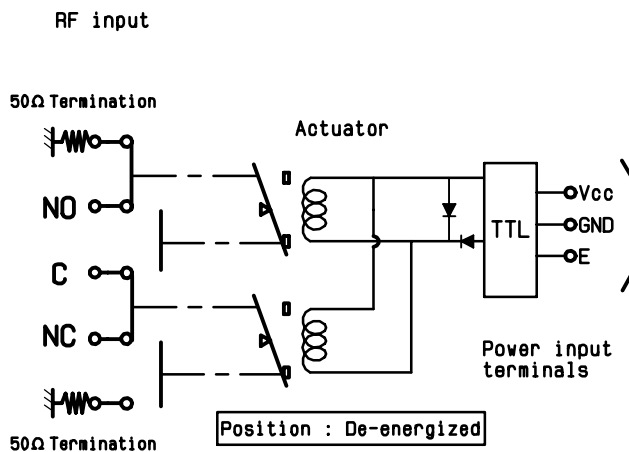 RF input
50Ω Termination
Actuator
NO
C
NC
TTL
Vcc
GND
E
Power input
terminals
50Ω Termination
Position : De-energized